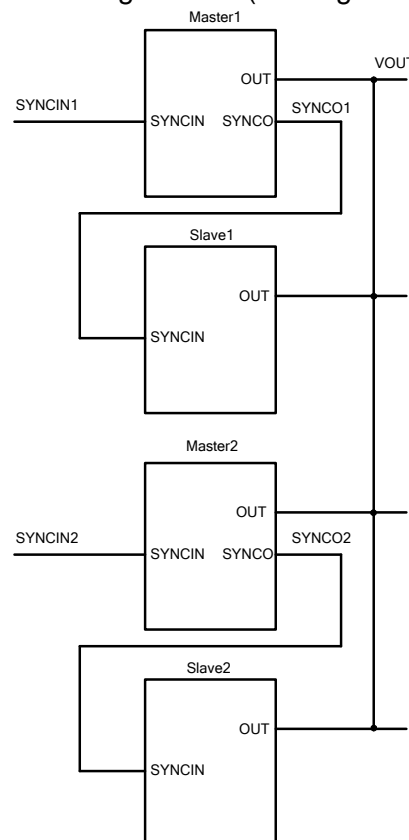 Master1
OUT
VOUT
SYNCIN1
SYNCIN
SYNCO
SYNCO1
Slave1
OUT
SYNCIN
Master2
OUT
SYNCIN2
SYNCIN
SYNCO
SYNCO2
Slave2
OUT
SYNCIN